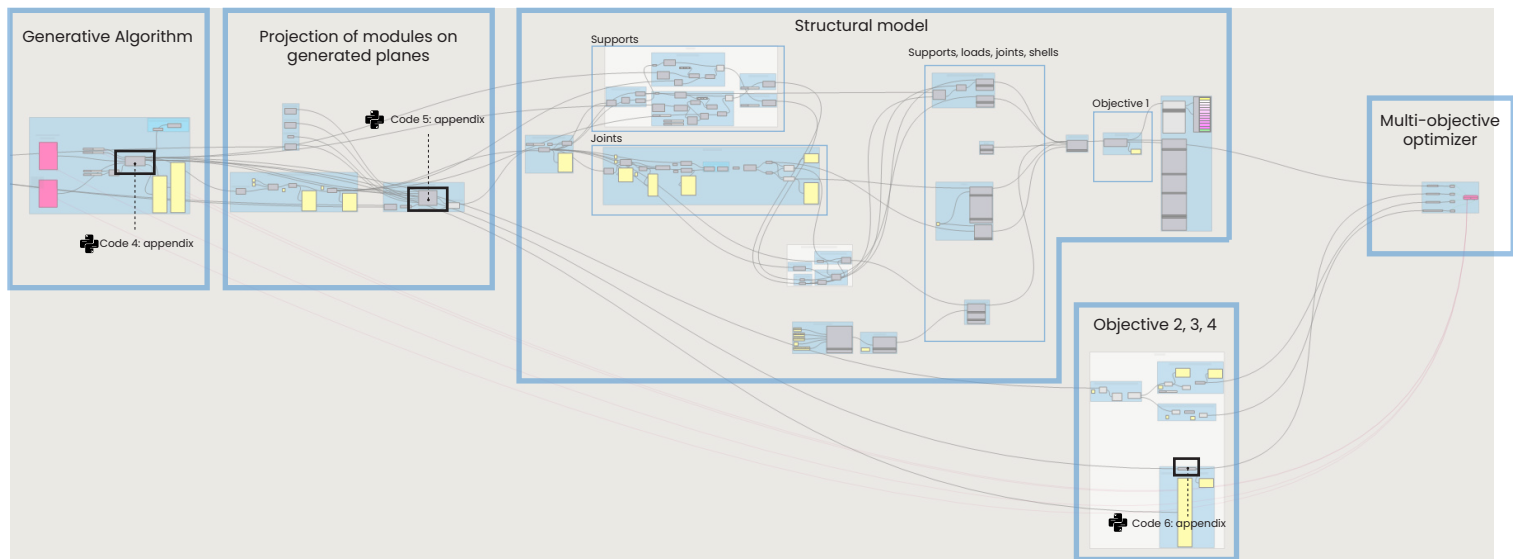 Generative Algorithm
Code 4: appendix
Projection of modules on
generated planes
Code 5: appendix
Structural model
Supports
Joints
Supports, loads, joints, shells
Objective 1
Objective 2, 3, 4
Code 6: appendix
Multi-objective
optimizer